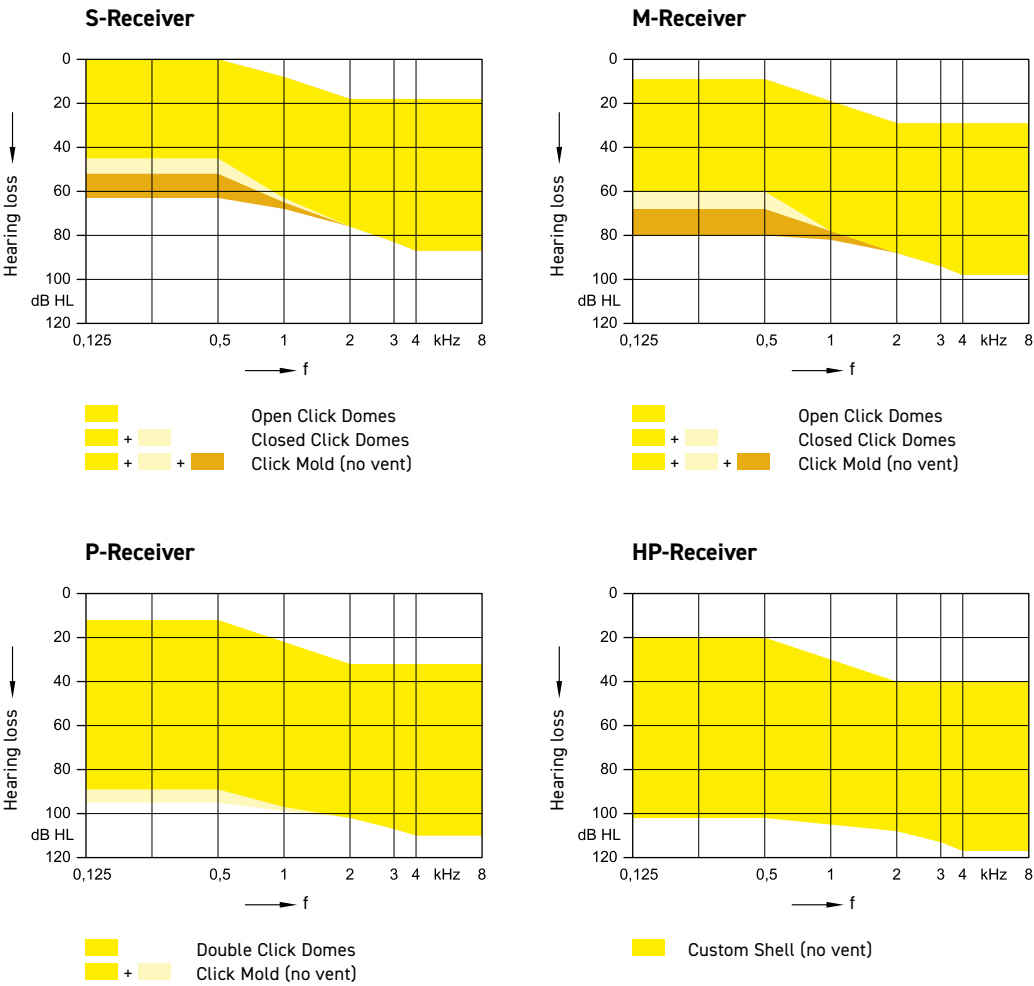 S-Receiver
0
20
40
60
80
100
dB HL
120
Hearing loss
0,125 0,5 1 2 3 4 kHz 8
f
Open Click Domes
+ Closed Click Domes
+ + Click Mold (no vent)
M-Receiver
0
20
40
60
80
100
dB HL
120
Hearing loss
0,125 0,5 1 2 3 4 kHz 8
f
Open Click Domes
+ Closed Click Domes
+ + Click Mold (no vent)
P-Receiver
0
20
40
60
80
100
dB HL
120
Hearing loss
0,125 0,5 1 2 3 4 kHz 8
f
Double Click Domes
+ Click Mold (no vent)
HP-Receiver
0
20
40
60
80
100
dB HL
120
Hearing loss
0,125 0,5 1 2 3 4 kHz 8
f
Custom Shell (no vent)